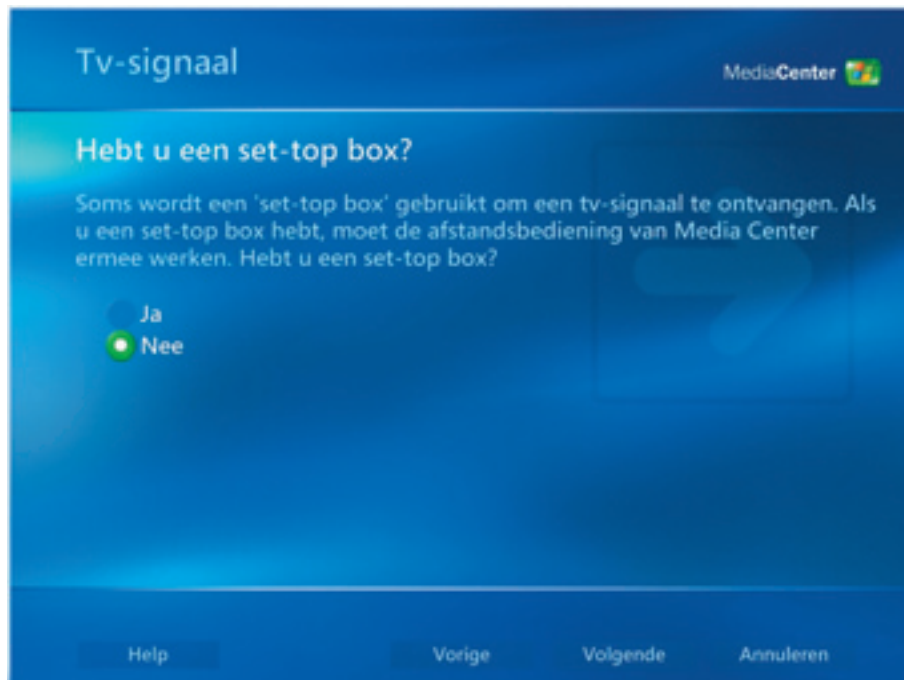 Tv-signaal
MediaCenter
Hebt u een set-top box?
Soms wordt een 'set-top box' gebruikt om een tv-signaal te ontvangen. Als
u een set-top box hebt, moet de afstandsbediening van Media Center
ermee werken. Hebt u een set-top box?
Ja
Nee
Help
Vorige
Volgende
Annuleren